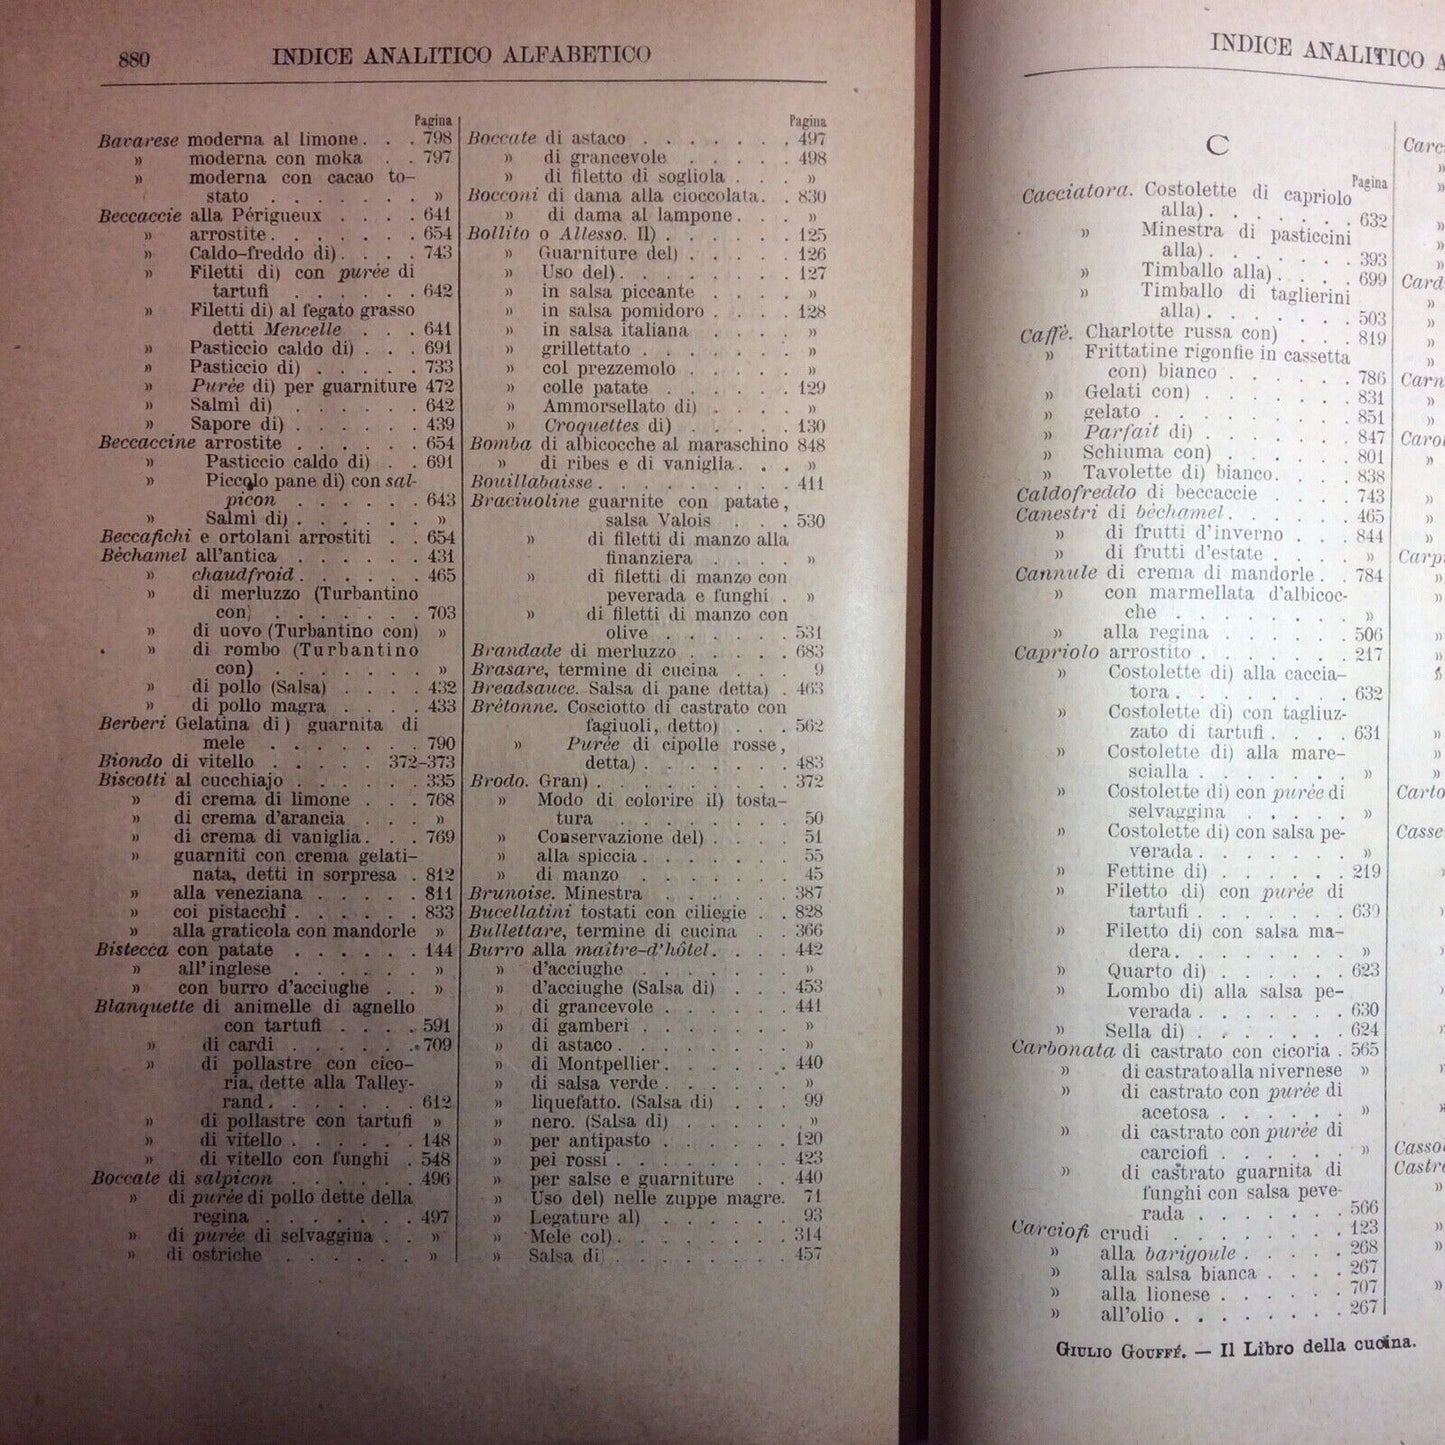 880 INDICE ANALITICO ALFABETICO
Pagina
Bavarese moderna al limone . . . 798
» moderna con moka . . 797
» moderna con cacao to-
stato . . . . . . . »
Beccaccie alla Périgueux . . . . 641
» arrostite . . . . . . . 654
» Caldo-freddo di) . . . . 743
» Filetti di) con purée di
tartufi . . . . . . 642
» Filetti di) al fegato grasso
detti Mencelle . . . 641
» Pasticcio caldo di) . . . 691
» Pasticcio di) . . . . . 733
» Purée di) per guarniture 472
» Salmì di) . . . . . . 642
» Sapore di) . . . . . . 439
Beccaccine arrostite . . . . . . 654
» Pasticcio caldo di) . . 691
» Piccolo pane di) con sal-
picon . . . . . . 643
» Salmì di) . . . . . . »
Beccafichi e ortolani arrostiti . . 654
Bèchamel all'antica . . . . . . 431
» chaudfroid . . . . . . 465
» di merluzzo (Turbantino
con) . . . . . . . 703
» di uovo (Turbantino con) »
» di rombo (Turbantino
con) . . . . . . . »
» di pollo (Salsa) . . . . 432
» di pollo magra . . . . 433
Berberi Gelatina di) guarnita di
mele . . . . . . . 790
Biondo di vitello . . . . . 372-373
Biscotti al cucchiajo . . . . . . 335
» di crema di limone . . . 768
» di crema d'arancia . . . »
» di crema di vaniglia . . . 769
» guarniti con crema gelati-
nata, detti in sorpresa . 812
» alla veneziana . . . . . 811
» coi pistacchi . . . . . . 833
» alla graticola con mandorle »
Bistecca con patate . . . . . . 144
» all'inglese . . . . . . »
» con burro d'acciughe . . »
Blanquette di animelle di agnello
con tartufi . . . . 591
» di cardi . . . . . . 709
» di pollastre con cico-
ria, dette alla Talley-
rand . . . . . . . 612
» di pollastre con tartufi »
» di vitello . . . . . . 148
» di vitello con funghi . 548
Boccate di salpicon . . . . . . 496
» di purée di pollo dette della
regina . . . . . . . 497
» di purée di selvaggina . . »
» di ostriche . . . . . . »
Pagina
Boccate di astaco . . . . . . . 497
» di grancevole . . . . . 498
» di filetto di sogliola . . . »
Bocconi di dama alla cioccolata . . 830
» di dama al lampone . . . »
Bollito o Allesso. Il) . . . . . . 125
» Guarniture del) . . . . 126
» Uso del) . . . . . . . 127
» in salsa piccante . . . . »
» in salsa pomidoro . . . . 128
» in salsa italiana . . . . »
» grillettato . . . . . . »
» col prezzemolo . . . . . »
» colle patate . . . . . . 129
» Ammorsellato di) . . . . »
» Croquettes di) . . . . . 130
Bomba di albicocche al maraschino 848
» di ribes e di vaniglia . . . »
Bouillabaisse . . . . . . . . . 411
Braciuoline guarnite con patate,
salsa Valois . . . 530
» di filetti di manzo alla
finanziera . . . . »
» di filetti di manzo con
peverada e funghi . »
» di filetti di manzo con
olive . . . . . . 531
Brandade di merluzzo . . . . . 683
Brasare, termine di cucina . . . 9
Breadsauce. Salsa di pane detta) . 463
Brétonne. Cosciotto di castrato con
fagiuoli, detto) . . . 562
» Purée di cipolle rosse,
detta) . . . . . . . 483
Brodo. Gran) . . . . . . . . . 372
» Modo di colorire il) tosta-
tura . . . . . . . . 50
» Conservazione del) . . . . 51
» alla spiccia . . . . . . . 55
» di manzo . . . . . . . 45
Brunoise. Minestra . . . . . . 387
Bucellatini tostati con ciliegie . . 828
Bullettare, termine di cucina . . 366
Burro alla maître-d'hôtel . . . . 442
» d'acciughe . . . . . . . »
» d'acciughe (Salsa di) . . . 453
» di grancevole . . . . . . 441
» di gamberi . . . . . . . »
» di astaco . . . . . . . . »
» di Montpellier . . . . . . 440
» di salsa verde . . . . . . »
» liquefatto. (Salsa di) . . . 99
» nero. (Salsa di) . . . . . »
» per antipasto . . . . . . 120
» pei rossi . . . . . . . . 423
» per salse e guarniture . . 440
» Uso del) nelle zuppe magre. 71
» Legature al) . . . . . . 93
» Mele col) . . . . . . . . 314
» Salsa di) . . . . . . . . 457
INDICE ANALITICO A
C
Pagina
Cacciatora. Costolette di capriolo
alla) . . . . . . . 632
» Minestra di pasticcini
alla) . . . . . . . 393
» Timballo alla) . . . . 699
» Timballo di taglierini
alla) . . . . . . . 503
Caffè. Charlotte russa con) . . . 819
» Frittatine rigonfie in cassetta
con) bianco . . . . . . 786
» Gelati con) . . . . . . . 831
» gelato . . . . . . . . . 851
» Parfait di) . . . . . . . 847
» Schiuma con) . . . . . . 801
» Tavolette di) bianco . . . . 838
Caldofreddo di beccaccie . . . . 743
Canestri di bèchamel . . . . . . 465
» di frutti d'inverno . . . 844
» di frutti d'estate . . . . »
Cannule di crema di mandorle . . 784
» con marmellata d'albicoc-
che . . . . . . . . »
» alla regina . . . . . . 506
Capriolo arrostito . . . . . . . 217
» Costolette di) alla caccia-
tora . . . . . . . . 632
» Costolette di) con tagliuz-
zato di tartufi . . . . 631
» Costolette di) alla mare-
scialla . . . . . . . »
» Costolette di) con purée di
selvaggina . . . . . »
» Costolette di) con salsa pe-
verada . . . . . . . »
» Fettine di) . . . . . . 219
» Filetto di) con purée di
tartufi . . . . . . . 630
» Filetto di) con salsa ma-
dera . . . . . . . . »
» Quarto di) . . . . . . 623
» Lombo di) alla salsa pe-
verada . . . . . . . 630
» Sella di) . . . . . . . 624
Carbonata di castrato con cicoria . 565
» di castrato alla nivernese »
» di castrato con purée di
acetosa . . . . . . »
» di castrato con purée di
carciofi . . . . . . »
» di castrato guarnita di
funghi con salsa peve-
rada . . . . . . . 566
Carciofi crudi . . . . . . . . . 123
» alla barigoule . . . . . 268
» alla salsa bianca . . . . 267
» alla lionese . . . . . . 707
» all'olio . . . . . . . . 267
GIULIO GOUFFÉ. — Il Libro della cucina.
Carc
»
»
»
»
»
»
Card
»
»
»
»
Carn
»
»
Caro
»
»
»
»
Carp
»
»
»
»
»
»
»
»
»
Carto
»
Casse
»
»
Casso
Castr
»
»
»
»